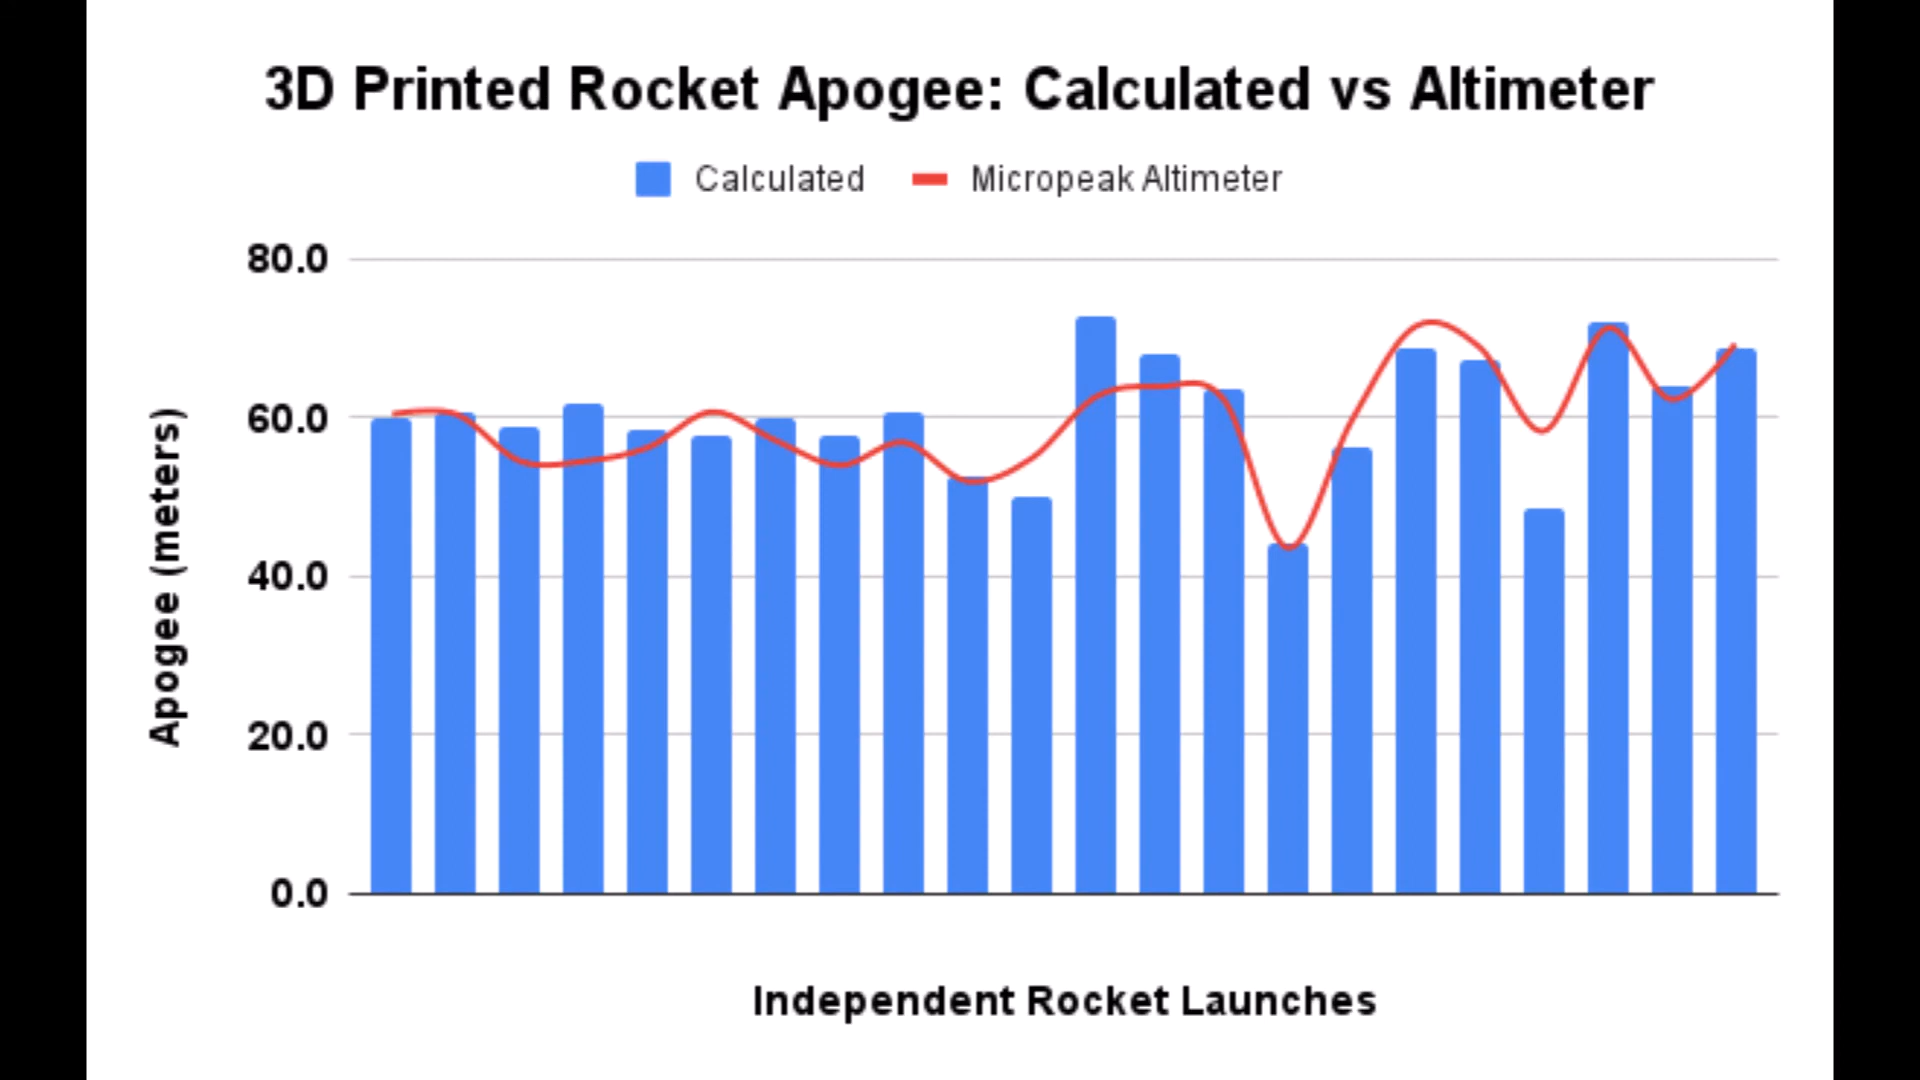 3D Printed Rocket Apogee: Calculated vs Altimeter
Calculated
Micropeak Altimeter
80.0
60.0
40.0
20.0
0.0
Apogee (meters)
Independent Rocket Launches